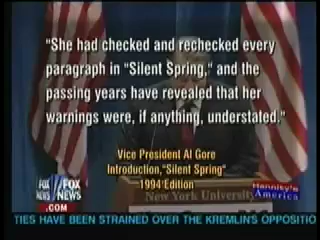 "She had checked and rechecked every
paragraph in "Silent Spring," and the
passing years have revealed that her
warnings were, if anything, understated."
Vice President Al Gore
Introduction,"Silent Spring"
1994 Edition
New York University
Hannity's
America
FOX
NEWS
FOX
NEWS
.COM
TIES HAVE BEEN STRAINED OVER THE KREMLIN'S OPPOSITIO